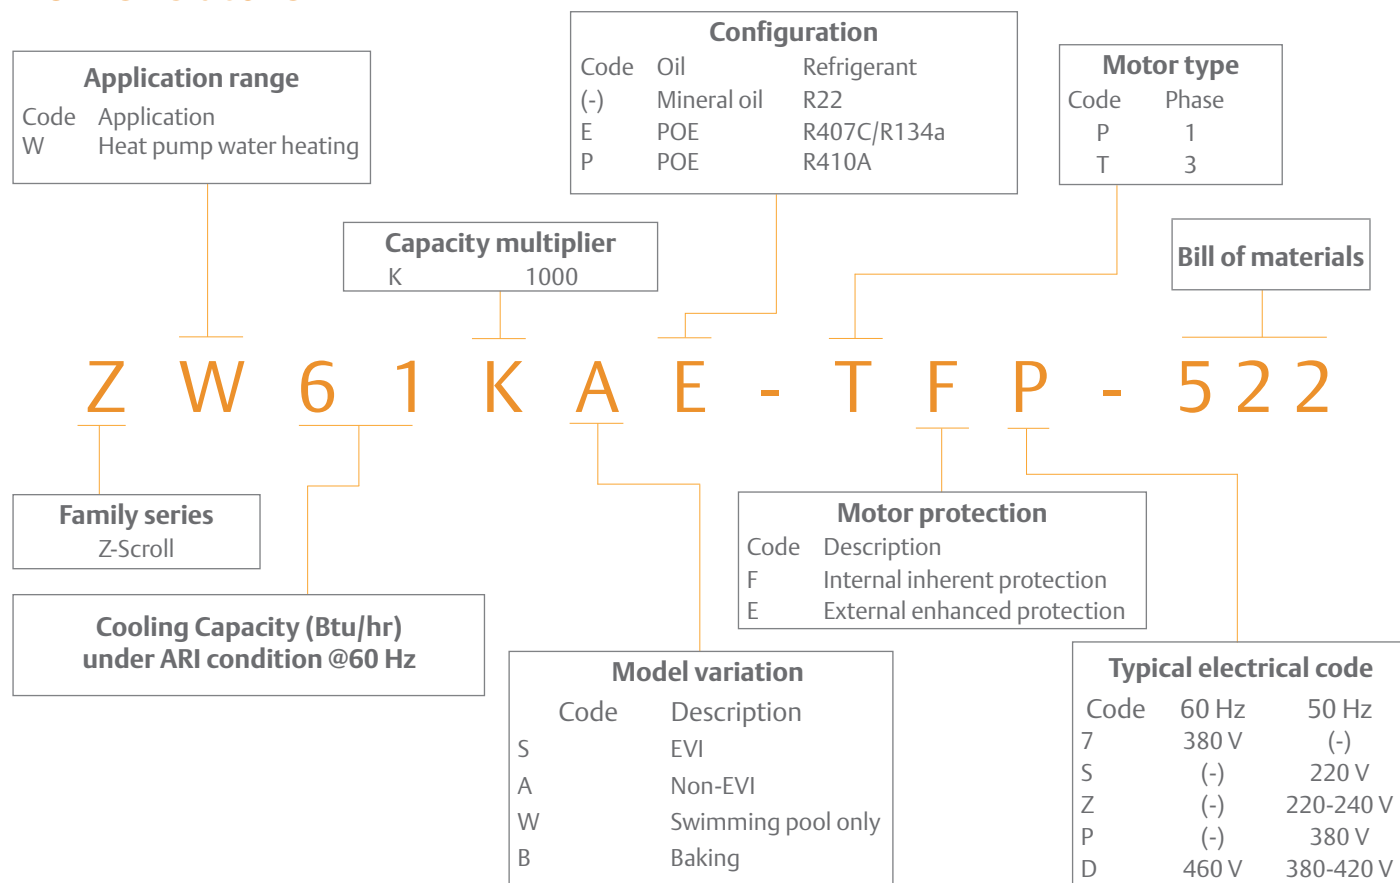 Configuration
Code Oil Refrigerant
(-) Mineral oil R22
E POE R407C/R134a
P POE R410A
Application range
Code Application
W Heat pump water heating
Motor type
Code Phase
P 1
T 3
Capacity multiplier
K 1000
Bill of materials
Z W 6 1 K A E - T F P - 5 2 2
Family series
Z-Scroll
Motor protection
Code Description
F Internal inherent protection
E External enhanced protection
Cooling Capacity (Btu/hr)
under ARI condition @60 Hz
Model variation
Code Description
S EVI
A Non-EVI
W Swimming pool only
B Baking
Typical electrical code
Code 60 Hz 50 Hz
7 380 V (-)
S (-) 220 V
Z (-) 220-240 V
P (-) 380 V
D 460 V 380-420 V